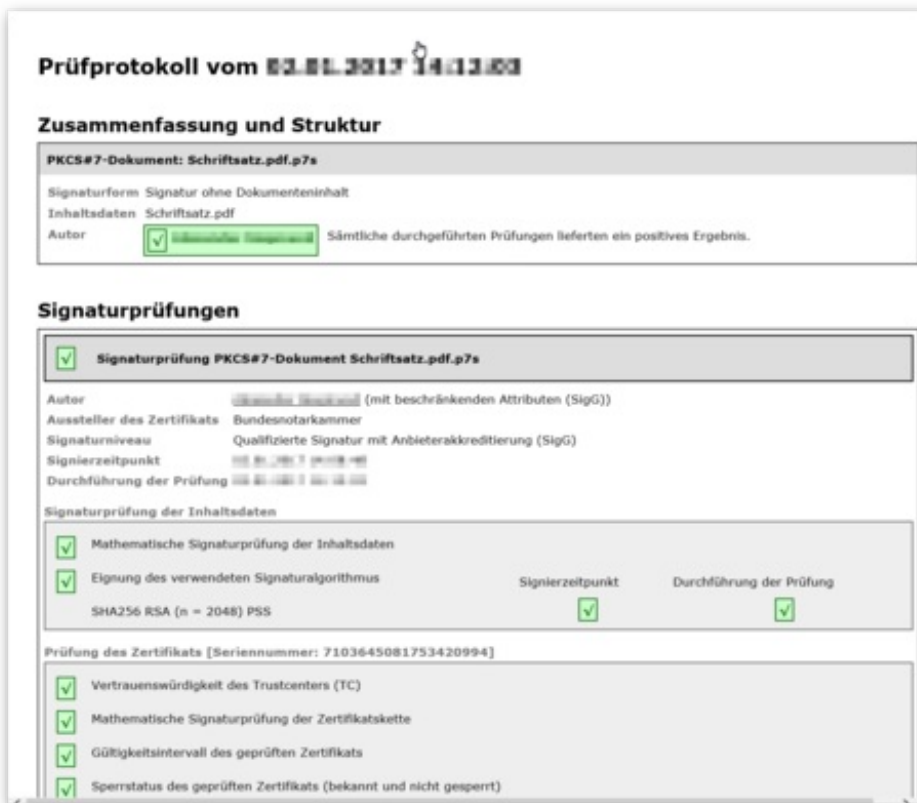 Prüfprotokoll vom
Zusammenfassung und Struktur
PKCS#7-Dokument: Schriftsatz.pdf.p7s
Signaturform Signatur ohne Dokumenteninhalt
Inhaltsdaten Schriftsatz.pdf
Autor Sämtliche durchgeführten Prüfungen lieferten ein positives Ergebnis.
Signaturprüfungen
Signaturprüfung PKCS#7-Dokument Schriftsatz.pdf.p7s
Autor (mit beschränkenden Attributen (SigG))
Aussteller des Zertifikats Bundesnotarkammer
Signaturniveau Qualifizierte Signatur mit Anbieterakkreditierung (SigG)
Signierzeitpunkt
Durchführung der Prüfung
Signaturprüfung der Inhaltsdaten
Mathematische Signaturprüfung der Inhaltsdaten
Eignung des verwendeten Signaturalgorithmus Signierzeitpunkt Durchführung der Prüfung
SHA256 RSA (n = 2048) PSS
Prüfung des Zertifikats [Seriennummer: 7103645081753420994]
Vertrauenswürdigkeit des Trustcenters (TC)
Mathematische Signaturprüfung der Zertifikatskette
Gültigkeitsintervall des geprüften Zertifikats
Sperrstatus des geprüften Zertifikats (bekannt und nicht gesperrt)